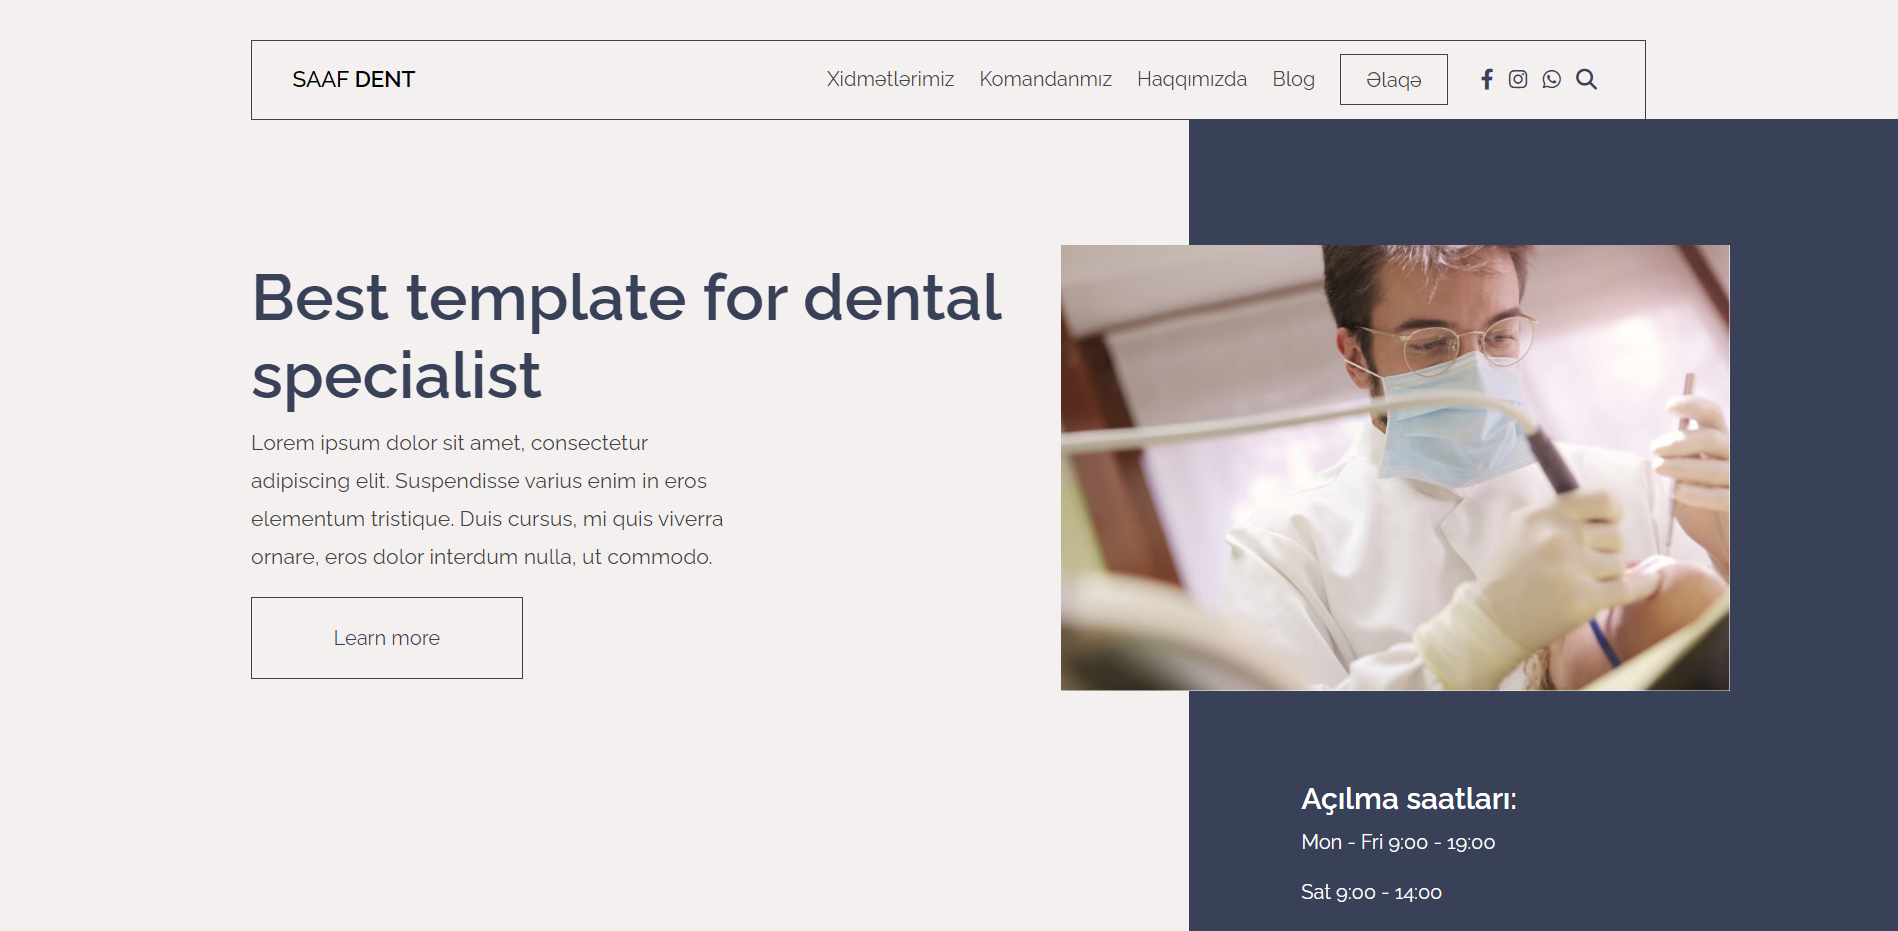 SAAF DENT
Xidmətlərimiz Komandanmız Haqqımızda Blog Əlaqə
Best template for dental
specialist
Lorem ipsum dolor sit amet, consectetur
adipiscing elit. Suspendisse varius enim in eros
elementum tristique. Duis cursus, mi quis viverra
ornare, eros dolor interdum nulla, ut commodo.
Learn more
Açılma saatları:
Mon - Fri 9:00 - 19:00
Sat 9:00 - 14:00